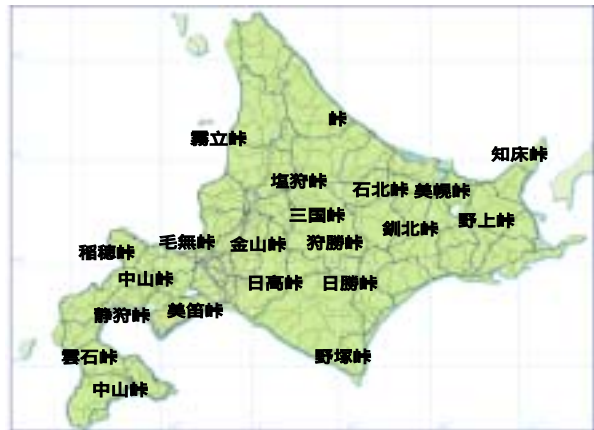 峠
霧立峠
知床峠
塩狩峠
石北峠
美幌峠
三国峠
野上峠
釧北峠
毛無峠
金山峠
狩勝峠
稲穂峠
中山峠
日高峠
日勝峠
静狩峠
美笛峠
雲石峠
野塚峠
中山峠